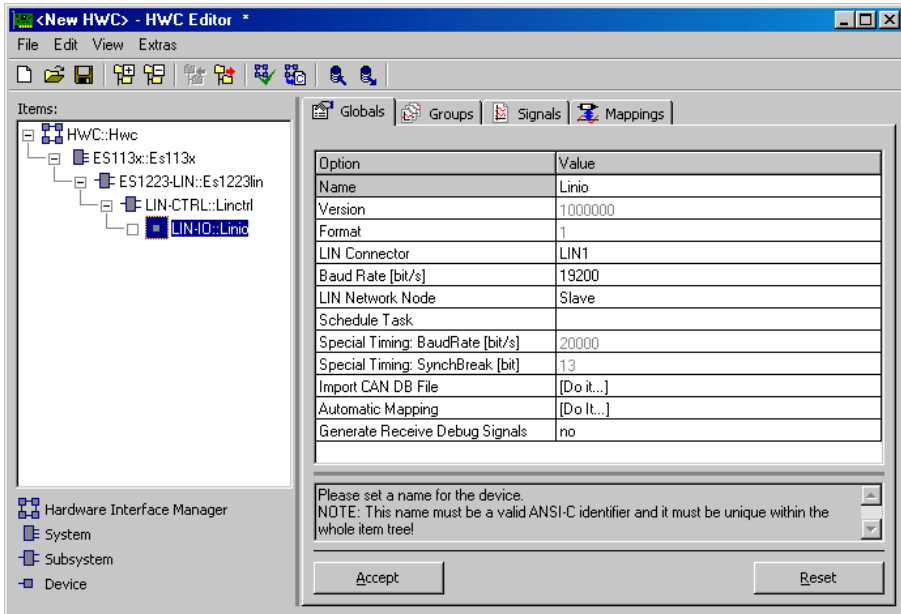 <New HWC> - HWC Editor *
File Edit View Extras
Items:
HWC::Hwc
ES113x::Es113x
ES1223-LIN::Es1223lin
LIN-CTRL::Linctrl
LIN-IO::Linio
Hardware Interface Manager
System
Subsystem
Device
Globals Groups Signals Mappings
Option Value
Name Linio
Version 1000000
Format 1
LIN Connector LIN1
Baud Rate [bit/s] 19200
LIN Network Node Slave
Schedule Task
Special Timing: BaudRate [bit/s] 20000
Special Timing: SynchBreak [bit] 13
Import CAN DB File [Do it...]
Automatic Mapping [Do It...]
Generate Receive Debug Signals no
Please set a name for the device.
NOTE: This name must be a valid ANSI-C identifier and it must be unique within the
whole item tree!
Accept Reset